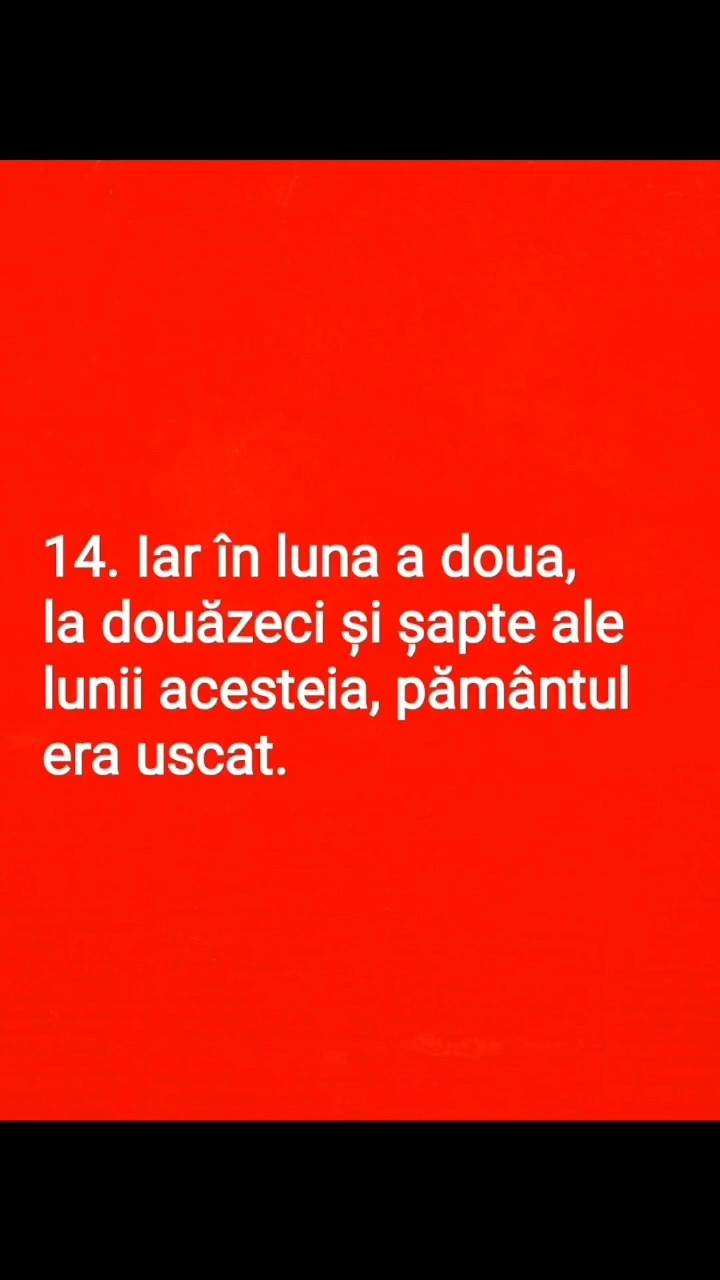 14. Iar în luna a doua,
la douăzeci și șapte ale
lunii acesteia, pământul
era uscat.